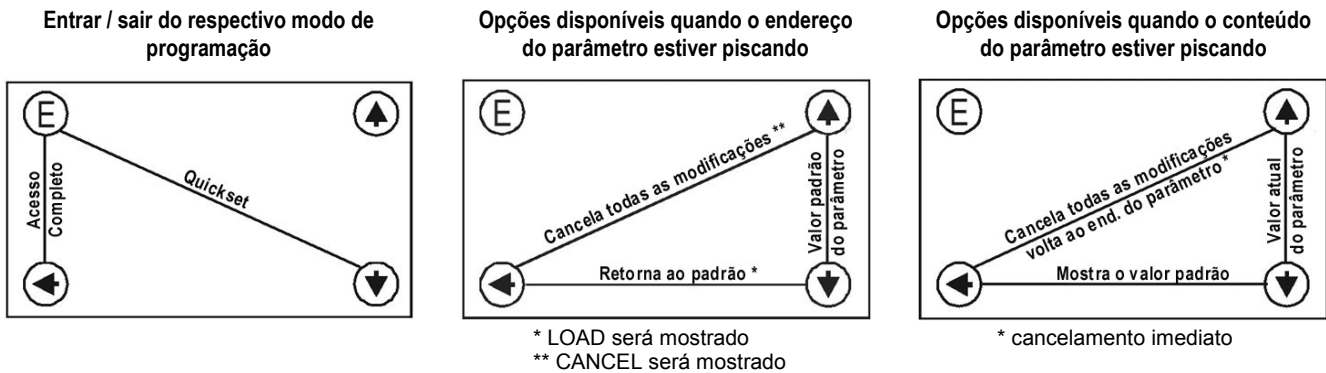 Entrar / sair do respectivo modo de
programação
E
Acesso
Completo
Quickset
Opções disponíveis quando o endereço
do parâmetro estiver piscando
E
Cancela todas as modificações **
Valor padrão
do parâmetro
Retorna ao padrão *
* LOAD será mostrado
** CANCEL será mostrado
Opções disponíveis quando o conteúdo
do parâmetro estiver piscando
E
Cancela todas as modificações
volta ao end. do parâmetro *
Valor atual
do parâmetro
Mostra o valor padrão
* cancelamento imediato